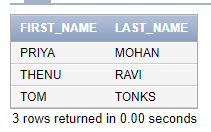 FIRST_NAME LAST_NAME
PRIYA MOHAN
THENU RAVI
TOM TONKS
3 rows returned in 0.00 seconds